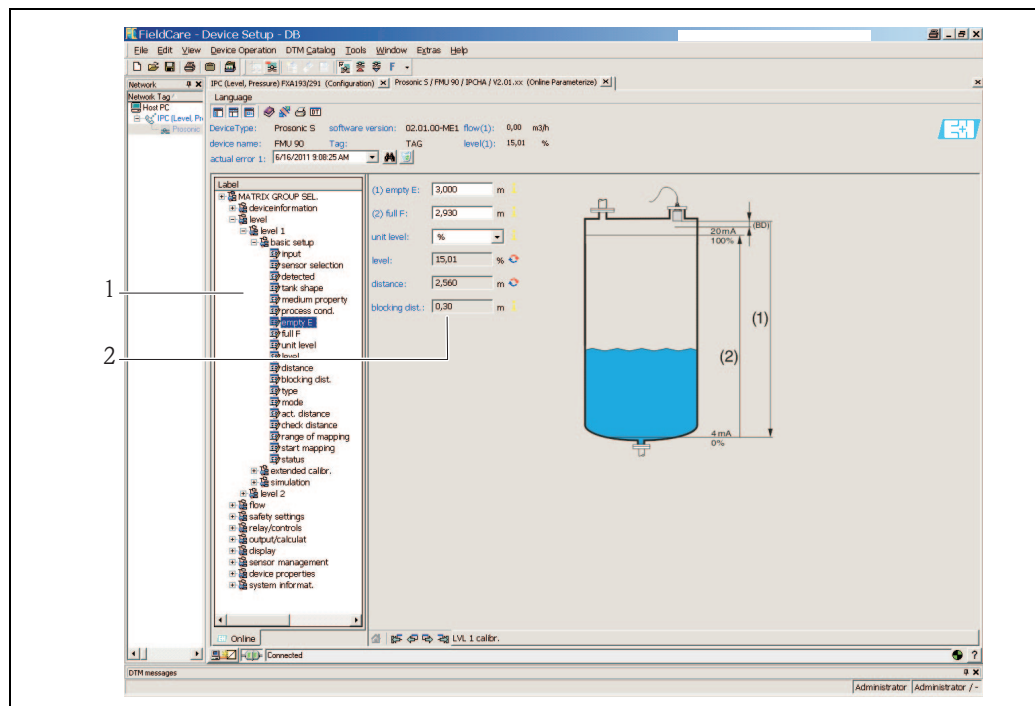 FieldCare - Device Setup - DB
File Edit View Device Operation DTM Catalog Tools Window Extras Help
Network
IPC (Level, Pressure) FXA193/291 (Configuration) Prosonic S / FMU 90 / IPCHA / V2.01.xx (Online Parameterize)
Network Tag
Host PC
IPC (Level, Pr
Prosonic
Language
DeviceType: Prosonic S software version: 02.01.00-ME1 flow(1): 0,00 m3/h
device name: FMU 90 Tag: TAG level(1): 15,01 %
actual error 1: 6/16/2011 9:08:25 AM
E+H
Label
MATRIX GROUP SEL.
deviceinformation
level
level 1
basic setup
input
sensor selection
detected
tank shape
medium property
process cond.
empty E
full F
unit level
level
distance
blocking dist.
type
mode
act. distance
check distance
range of mapping
start mapping
status
extended calibr.
simulation
level 2
flow
safety settings
relay/controls
output/calculat
display
sensor management
device properties
system informat.
1
2
(1) empty E: 3,000 m
(2) full F: 2,930 m
unit level: %
level: 15,01 %
distance: 2,560 m
blocking dist.: 0,30 m
(BD)
20 mA
100%
(1)
(2)
4 mA
0%
Online
LVL 1 calibr.
Connected
DTM messages
Administrator Administrator / -